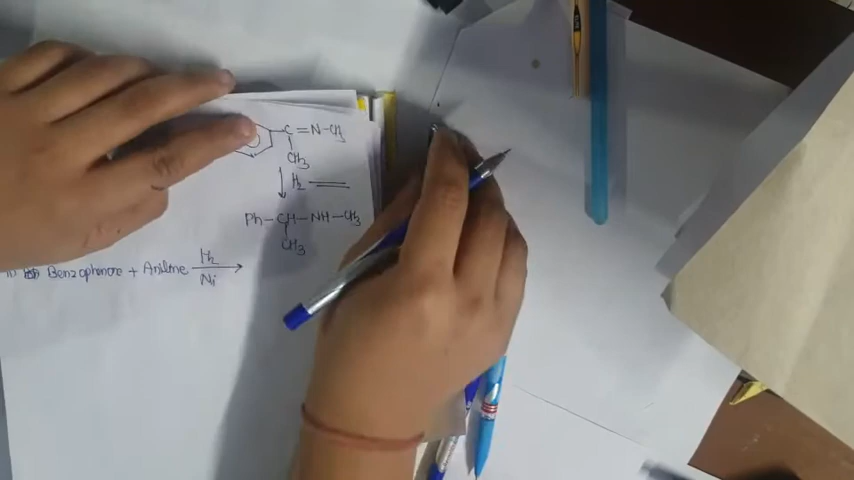 C=N-CH3
CH3
↓ H2
Ph-CH-NH-CH3
CH3
Benzophenone + Aniline H2/Ni →